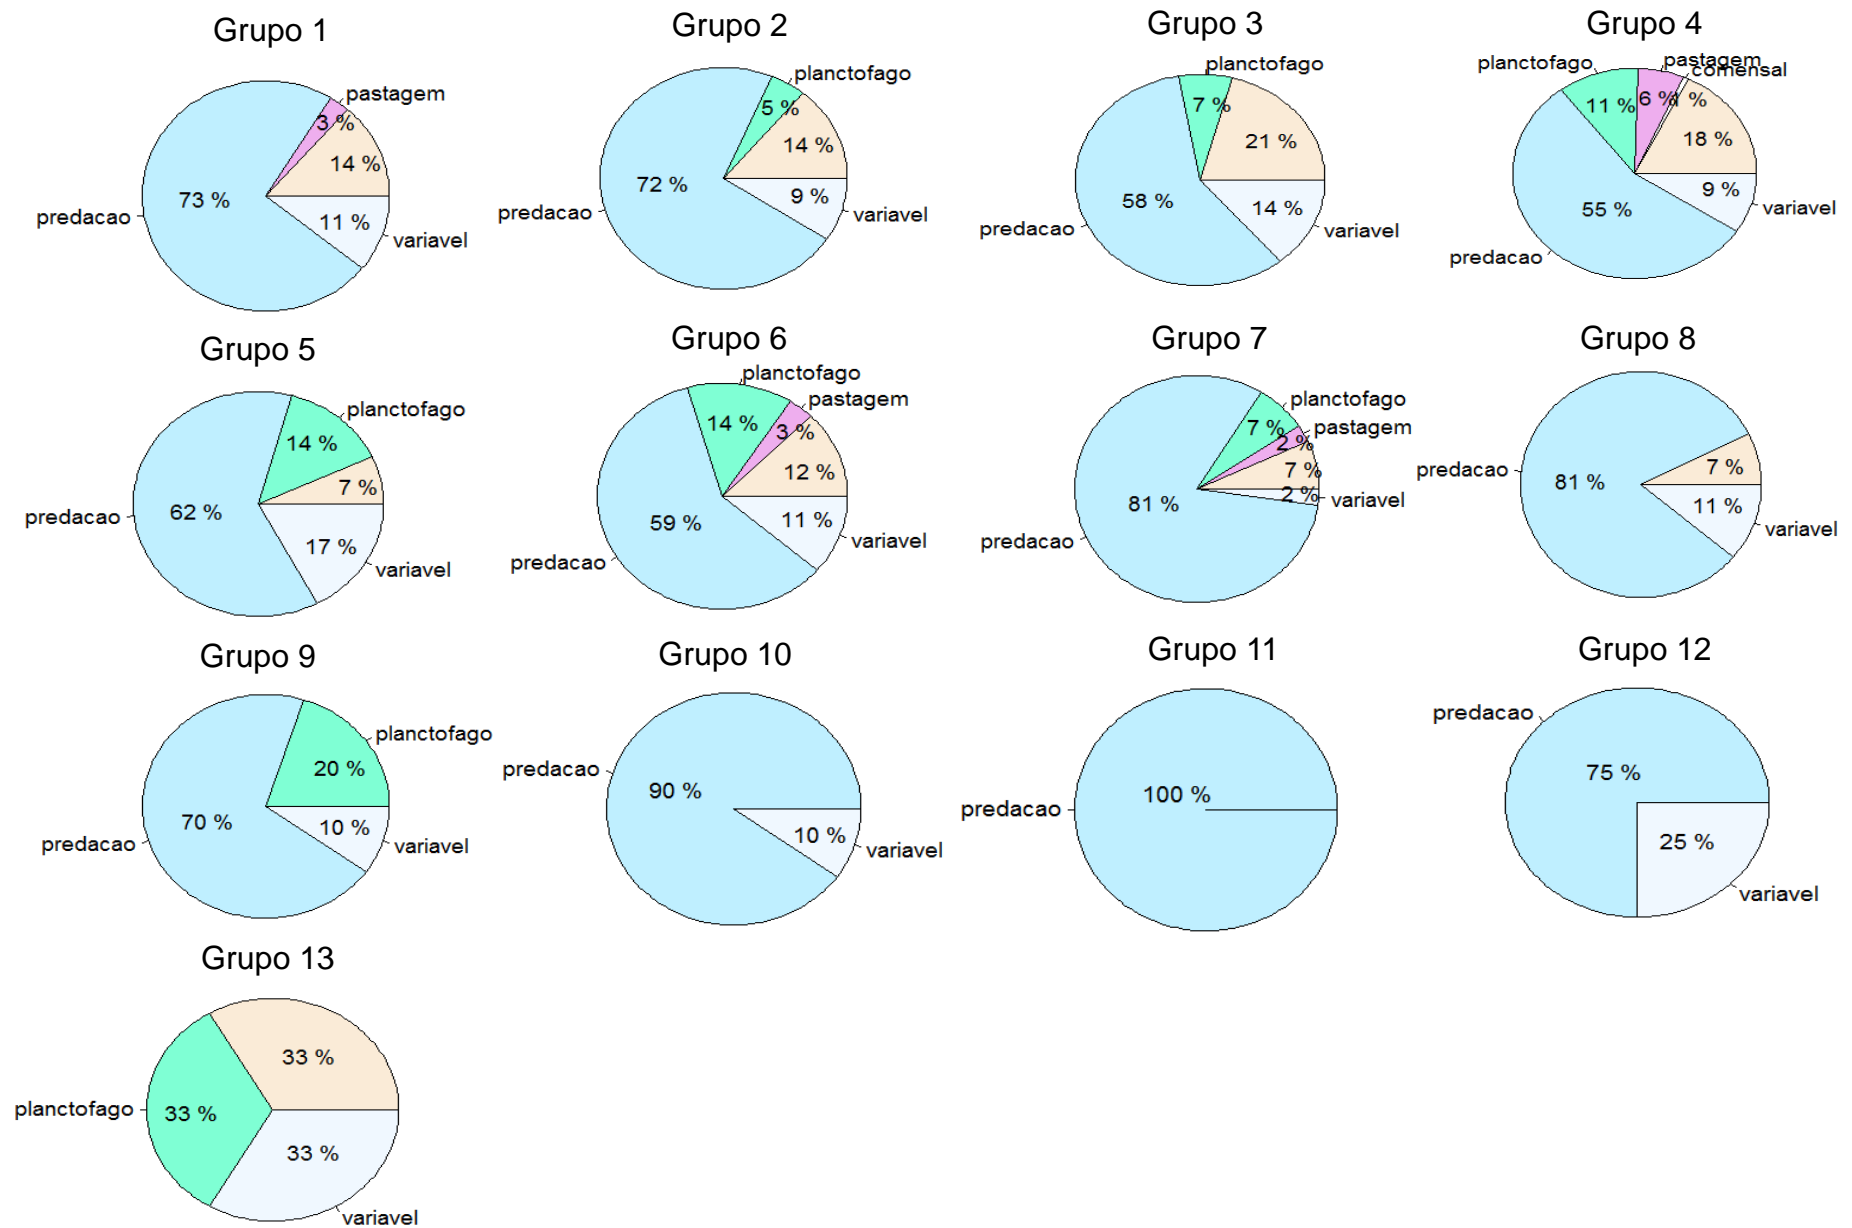 Grupo 1
pastagem
3 %
14 %
73 %
predacao
11 %
variavel
Grupo 2
planctofago
5 %
14 %
72 %
predacao
9 %
variavel
Grupo 3
planctofago
7 %
21 %
58 %
predacao
14 %
variavel
Grupo 4
pastagem
planctofago
comensal
11 %
6 %
1 %
18 %
9 %
55 %
variavel
predacao
Grupo 5
planctofago
14 %
7 %
62 %
predacao
17 %
variavel
Grupo 6
planctofago
pastagem
14 %
3 %
12 %
59 %
11 %
variavel
predacao
Grupo 7
planctofago
7 %
pastagem
2 %
7 %
2 %
variavel
81 %
predacao
Grupo 8
predacao
7 %
81 %
11 %
variavel
Grupo 9
planctofago
20 %
70 %
10 %
predacao
variavel
Grupo 10
predacao
90 %
10 %
variavel
Grupo 11
100 %
predacao
Grupo 12
predacao
75 %
25 %
variavel
Grupo 13
33 %
planctofago
33 %
33 %
variavel